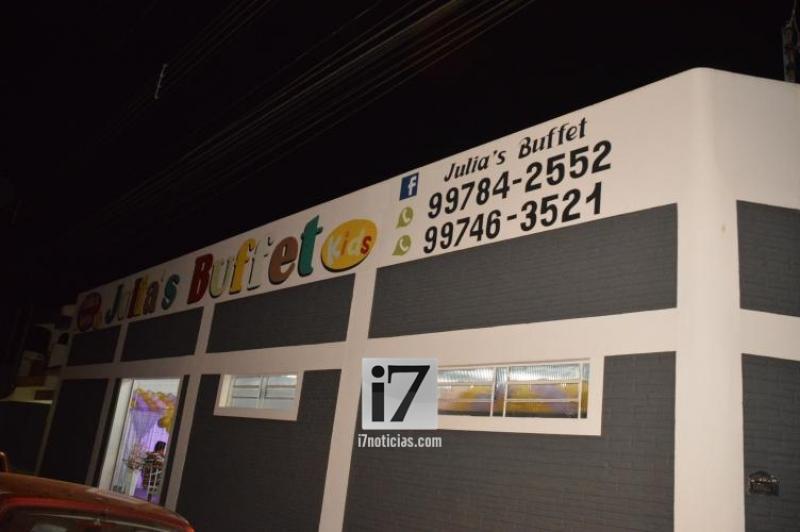 Julia's Buffet Kids
f Julia's Buffet
99784-2552
99746-3521
i7
i7noticias.com